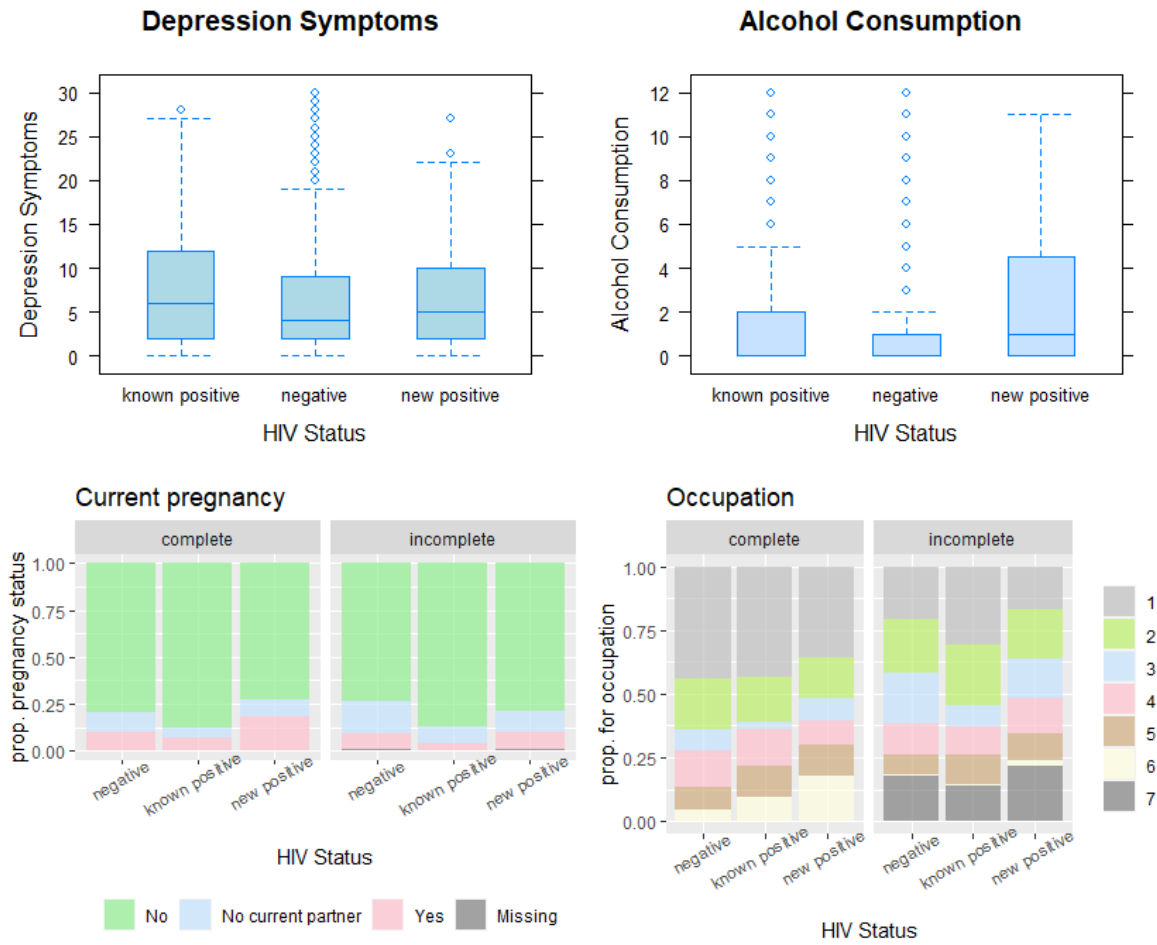 Depression Symptoms
Depression Symptoms
30
25
20
15
10
5
0
known positive negative new positive
HIV Status
Alcohol Consumption
Alcohol Consumption
12
10
8
6
4
2
0
known positive negative new positive
HIV Status
Current pregnancy
complete incomplete
prop. pregnancy status
1.00
0.75
0.50
0.25
0.00
negative known positive new positive negative known positive new positive
HIV Status
No No current partner Yes Missing
Occupation
complete incomplete
prop. for occupation
1.00
0.75
0.50
0.25
0.00
negative known positive new positive negative known positive new positive
HIV Status
1
2
3
4
5
6
7